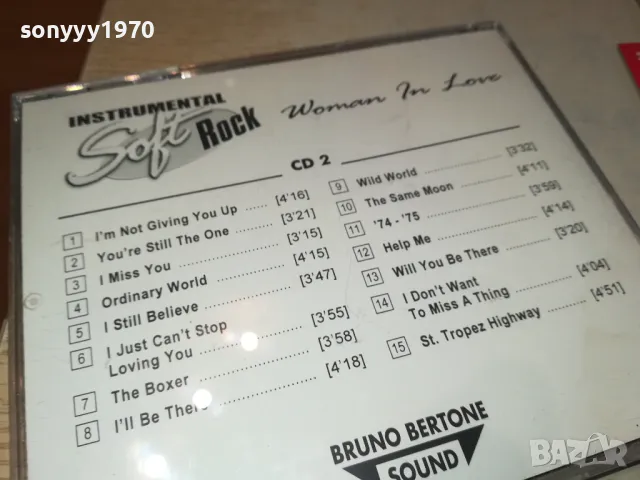 sonyyy1970
INSTRUMENTAL
Soft Rock
Woman In Love
CD 2
1 I'm Not Giving You Up ...... [4'16]
2 You're Still The One ......... [3'21]
3 I Miss You ...................... [3'15]
4 Ordinary World ................ [4'15]
5 I Still Believe .................. [3'47]
6 I Just Can't Stop
Loving You ...................... [3'55]
7 The Boxer ....................... [3'58]
8 I'll Be There .................... [4'18]
9 Wild World ...................... [3'32]
10 The Same Moon ............. [4'11]
11 '74 - '75 ......................... [3'59]
12 Help Me ......................... [4'14]
13 Will You Be There ........... [3'20]
14 I Don't Want
To Miss A Thing .............. [4'04]
15 St. Tropez Highway ......... [4'51]
BRUNO BERTONE
SOUND
BAZAR
bg